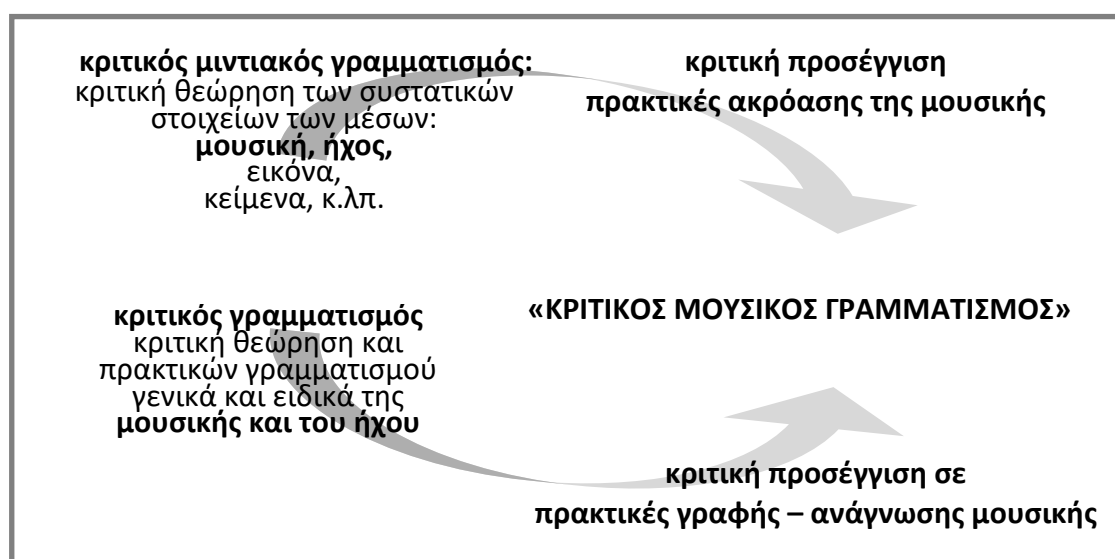 κριτικός μιντιακός γραμματισμός:
κριτική θεώρηση των συστατικών
στοιχείων των μέσων:
μουσική, ήχος,
εικόνα,
κείμενα, κ.λπ.
κριτική προσέγγιση
πρακτικές ακρόασης της μουσικής
κριτικός γραμματισμός
κριτική θεώρηση και
πρακτικών γραμματισμού
γενικά και ειδικά της
μουσικής και του ήχου
«ΚΡΙΤΙΚΟΣ ΜΟΥΣΙΚΟΣ ΓΡΑΜΜΑΤΙΣΜΟΣ»
κριτική προσέγγιση σε
πρακτικές γραφής – ανάγνωσης μουσικής